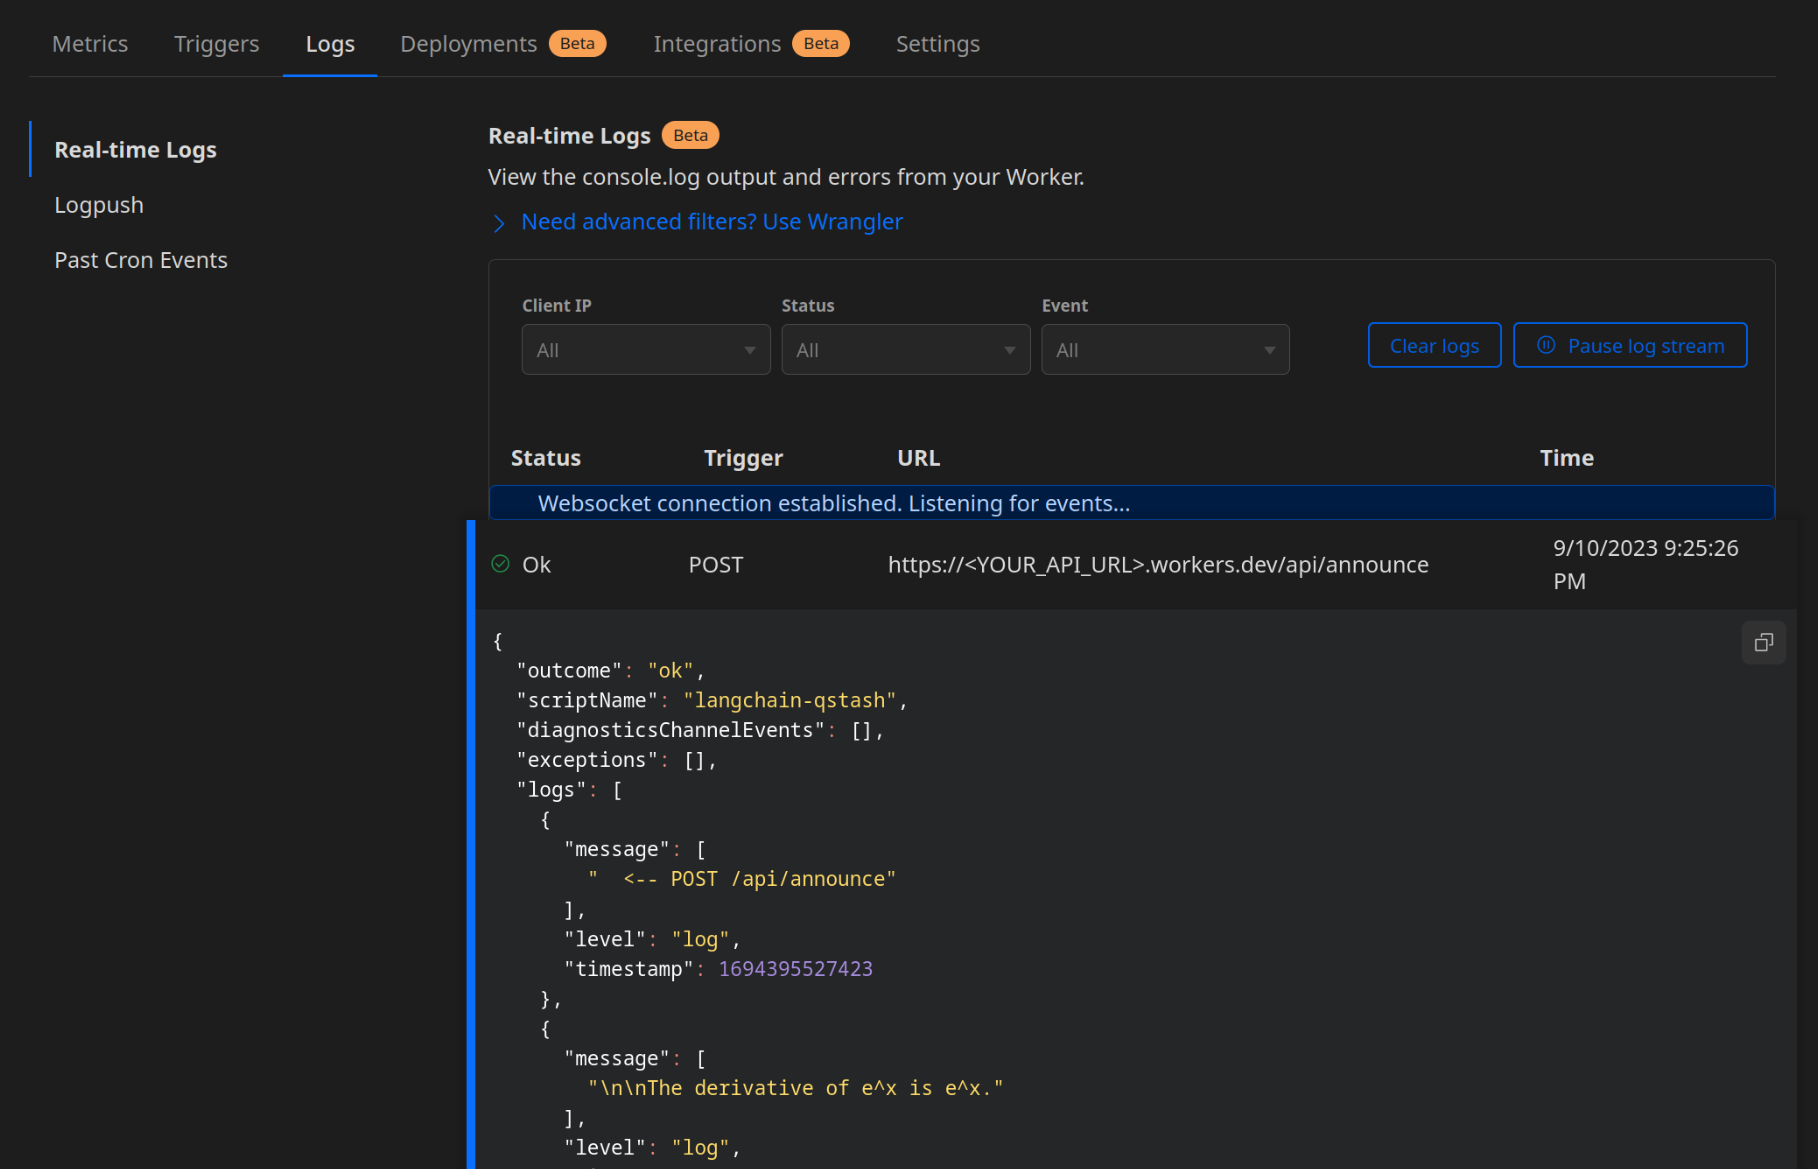 Metrics Triggers Logs Deployments Beta Integrations Beta Settings
Real-time Logs
Logpush
Past Cron Events
Real-time Logs Beta
View the console.log output and errors from your Worker.
Need advanced filters? Use Wrangler
Client IP Status Event
All All All Clear logs Pause log stream
Status Trigger URL Time
Websocket connection established. Listening for events...
Ok POST https://<YOUR_API_URL>.workers.dev/api/announce 9/10/2023 9:25:26
PM
{
"outcome": "ok",
"scriptName": "langchain-qstash",
"diagnosticsChannelEvents": [],
"exceptions": [],
"logs": [
{
"message": [
"  <-- POST /api/announce"
],
"level": "log",
"timestamp": 1694395527423
},
{
"message": [
"\n\nThe derivative of e^x is e^x."
],
"level": "log",